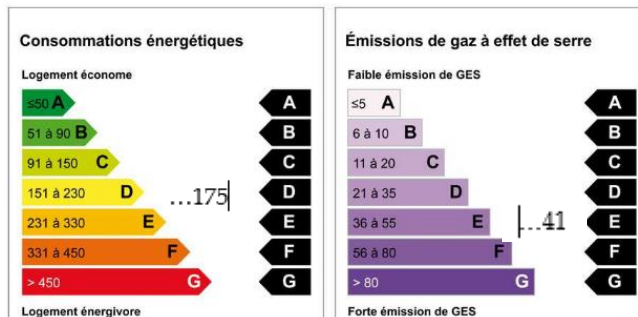 Consommations énergétiques
Logement économe
≤50 A A
51 à 90 B B
91 à 150 C C
151 à 230 D ...175 D
231 à 330 E E
331 à 450 F F
> 450 G G
Logement énergivore
Émissions de gaz à effet de serre
Faible émission de GES
≤5 A A
6 à 10 B B
11 à 20 C C
21 à 35 D D
36 à 55 E ...41 E
56 à 80 F F
> 80 G G
Forte émission de GES